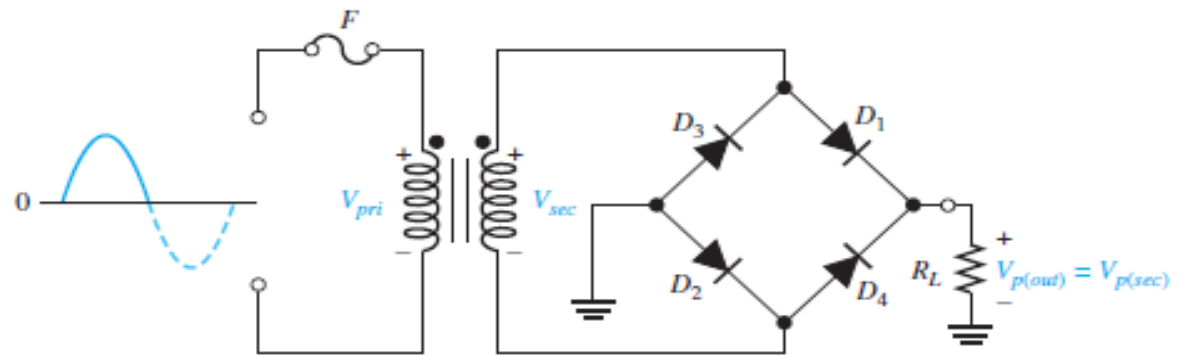 F
D3
D1
0
+
+
Vpri
Vsec
−
−
D2
D4
RL
+
Vp(out) = Vp(sec)
−